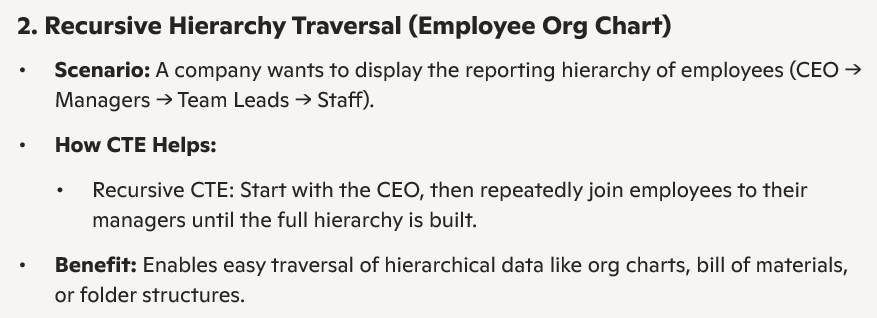 2. Recursive Hierarchy Traversal (Employee Org Chart)
• Scenario: A company wants to display the reporting hierarchy of employees (CEO →
Managers → Team Leads → Staff).
• How CTE Helps:
• Recursive CTE: Start with the CEO, then repeatedly join employees to their
managers until the full hierarchy is built.
• Benefit: Enables easy traversal of hierarchical data like org charts, bill of materials,
or folder structures.